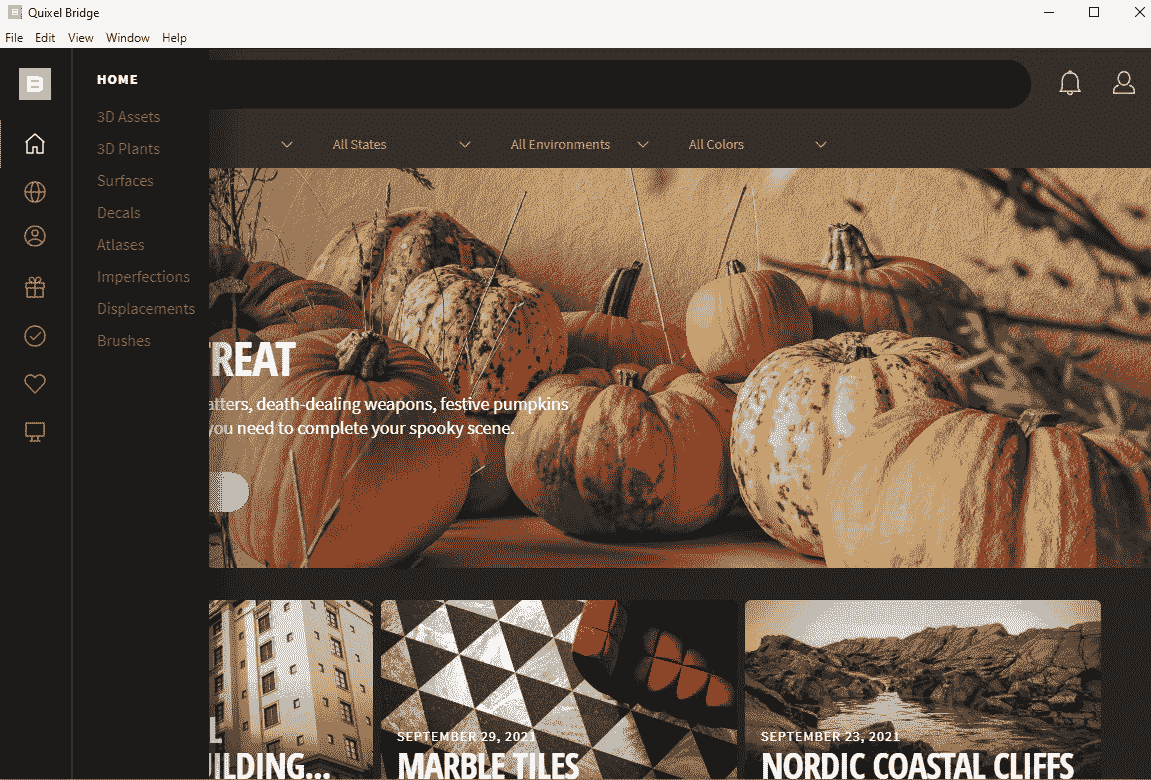 Quixel Bridge
File Edit View Window Help
HOME
3D Assets
3D Plants
Surfaces
Decals
Atlases
Imperfections
Displacements
Brushes
All States
All Environments
All Colors
REAT
death-dealing weapons, festive pumpkins
you need to complete your spooky scene.
SEPTEMBER 29, 2021
MARBLE TILES
SEPTEMBER 23, 2021
NORDIC COASTAL CLIFFS